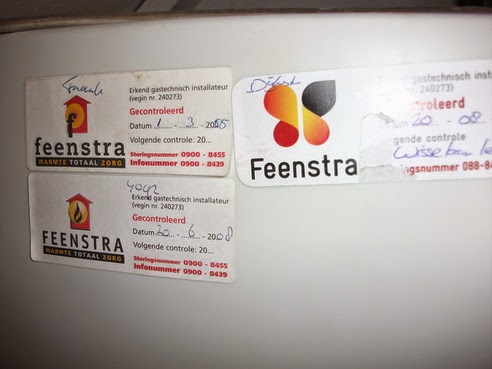 Frank
Erkend gastechnisch installateur
(vegin nr. 240273)
Gecontroleerd
Datum 1 - 3 - 2005
Volgende controle: 20...
feenstra
WARMTE TOTAAL ZORG
Storingsnummer 0900 - 8455
Infonummer 0900 - 8439
Erkend gastechnisch installateur
(vegin nr. 240273)
Gecontroleerd
Datum 20 - 6 - 2008
Volgende controle: 20...
FEENSTRA
WARMTE TOTAAL ZORG
Storingsnummer 0900 - 8455
Infonummer 0900 - 8439
d gastechnisch installateur
240273)
troleerd
20 - 08
gende controle
Feenstra
ngsnummer 088-8